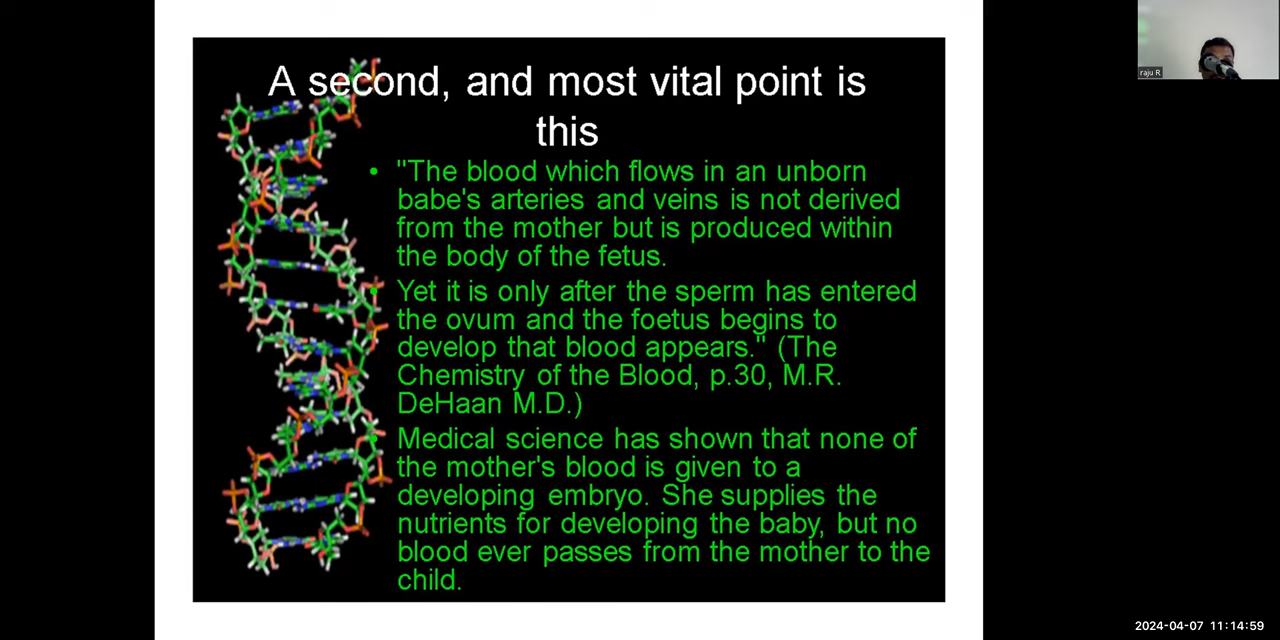 A second, and most vital point is
this
• "The blood which flows in an unborn
babe's arteries and veins is not derived
from the mother but is produced within
the body of the fetus.
• Yet it is only after the sperm has entered
the ovum and the foetus begins to
develop that blood appears." (The
Chemistry of the Blood, p.30, M.R.
DeHaan M.D.)
• Medical science has shown that none of
the mother's blood is given to a
developing embryo. She supplies the
nutrients for developing the baby, but no
blood ever passes from the mother to the
child.
raju R
2024-04-07 11:14:59